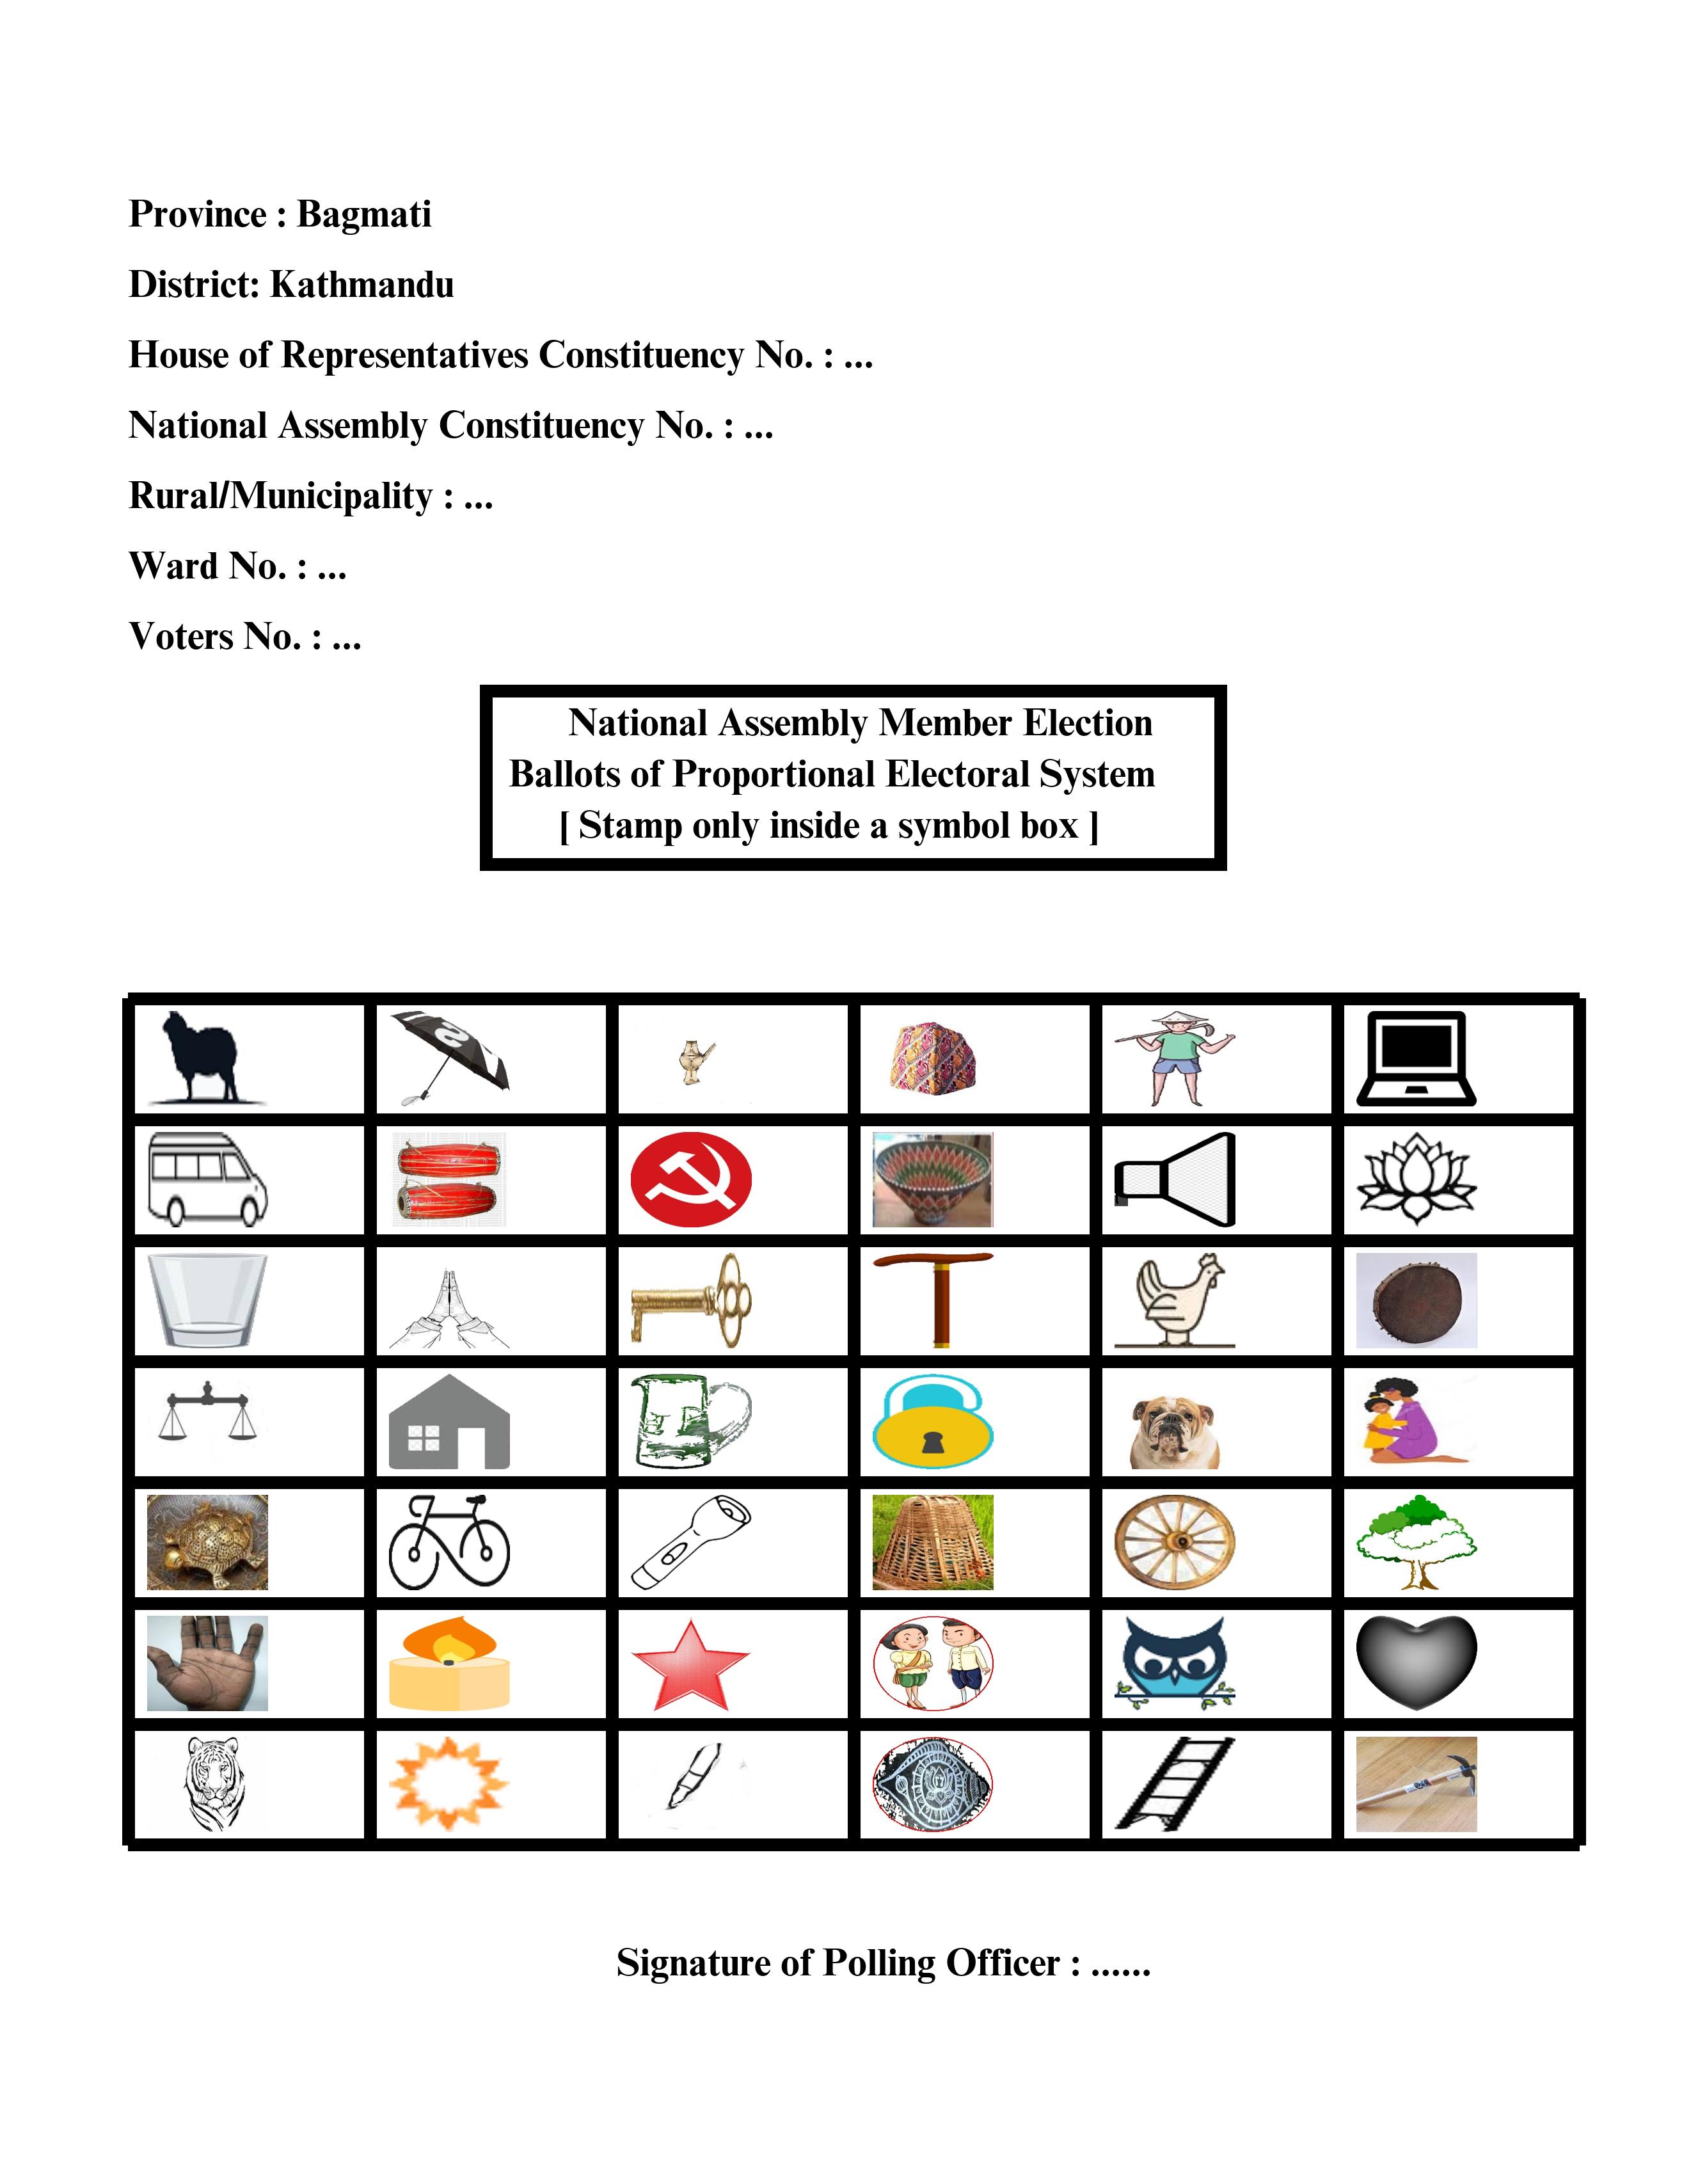 Province : Bagmati
District: Kathmandu
House of Representatives Constituency No. : ...
National Assembly Constituency No. : ...
Rural/Municipality : ...
Ward No. : ...
Voters No. : ...
National Assembly Member Election
Ballots of Proportional Electoral System
[ Stamp only inside a symbol box ]
Signature of Polling Officer : ......